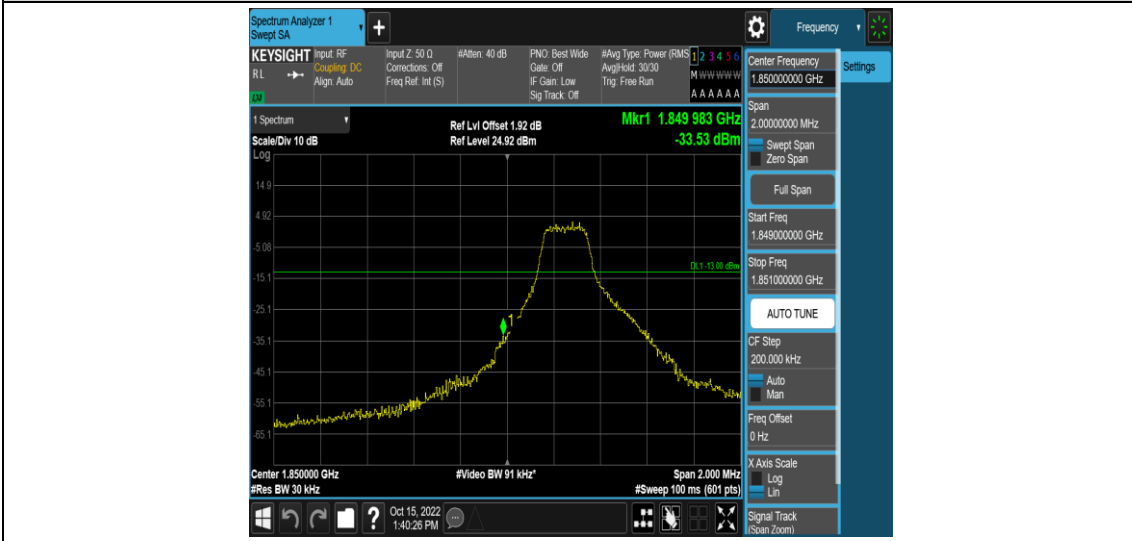 Spectrum Analyzer 1
Swept SA
+
Frequency
KEYSIGHT
RL
Input: RF
Coupling: DC
Align: Auto
Input Z: 50 Ω
Corrections: Off
Freq Ref: Int (S)
#Atten: 40 dB
PNO: Best Wide
Gate: Off
IF Gain: Low
Sig Track: Off
#Avg Type: Power (RMS
Avg|Hold: 30/30
Trig: Free Run
1 2 3 4 5 6
M W W W W W
A A A A A A
1 Spectrum
Scale/Div 10 dB
Log
Ref Lvl Offset 1.92 dB
Ref Level 24.92 dBm
Mkr1 1.849 983 GHz
-33.53 dBm
14.9
4.92
-5.08
-15.1
-25.1
-35.1
-45.1
-55.1
-65.1
DL1 -13.00 dBm
1
Center 1.850000 GHz
#Res BW 30 kHz
#Video BW 91 kHz*
Span 2.000 MHz
#Sweep 100 ms (601 pts)
?
Oct 15, 2022
1:40:26 PM
Center Frequency
1.850000000 GHz
Settings
Span
2.00000000 MHz
Swept Span
Zero Span
Full Span
Start Freq
1.849000000 GHz
Stop Freq
1.851000000 GHz
AUTO TUNE
CF Step
200.000 kHz
Auto
Man
Freq Offset
0 Hz
X Axis Scale
Log
Lin
Signal Track
(Span Zoom)